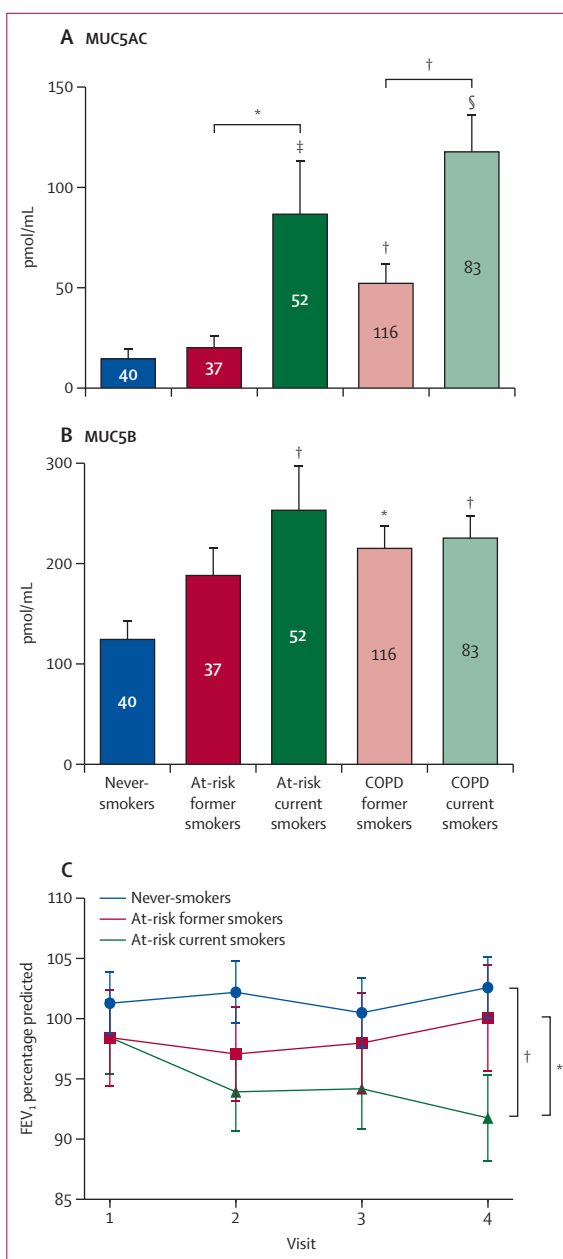 A MUC5AC
150
100
50
0
pmol/mL
*
‡
†
†
§
40
37
52
116
83
B MUC5B
300
200
100
0
pmol/mL
†
*
†
40
37
52
116
83
Never-
smokers
At-risk
former
smokers
At-risk
current
smokers
COPD
former
smokers
COPD
current
smokers
C
110
105
100
95
90
85
FEV₁ percentage predicted
Never-smokers
At-risk former smokers
At-risk current smokers
†
*
1
2
3
4
Visit